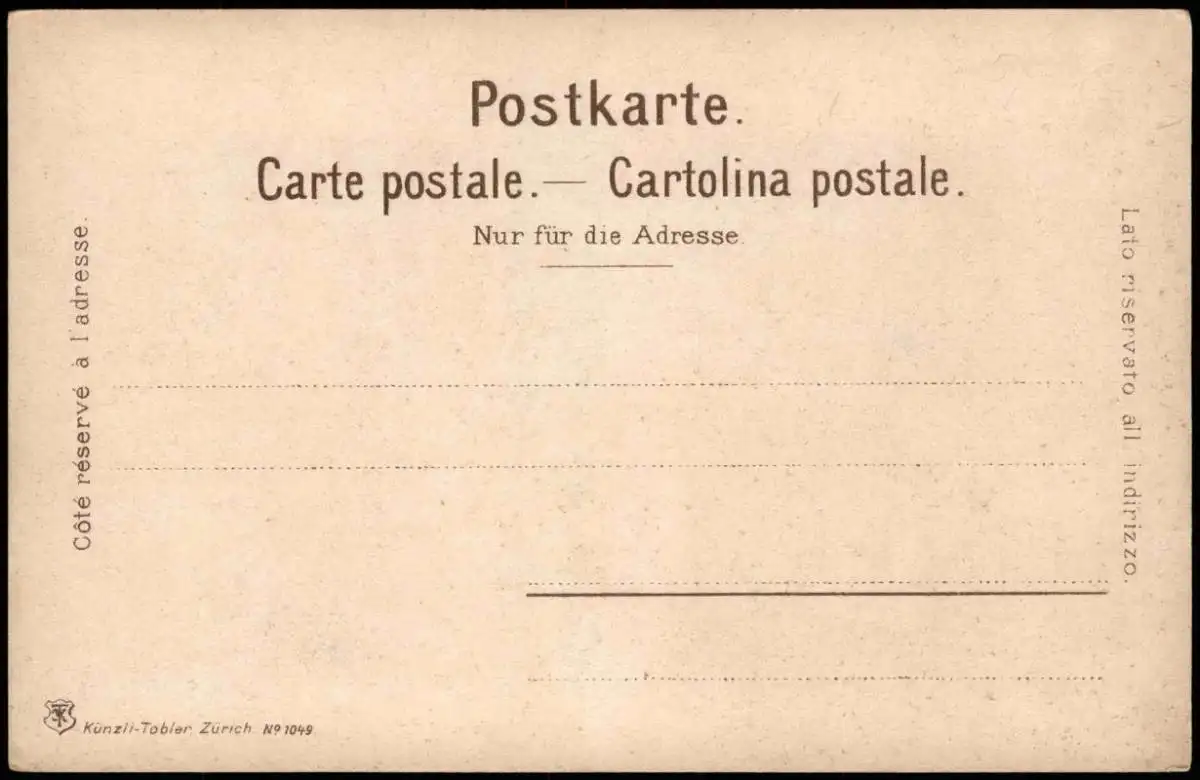 Postkarte.
Carte postale.— Cartolina postale.
Nur für die Adresse.
Côté réservé à l'adresse.
Lato riservato all indirizzo.
Künzli-Tobler Zürich Nº 1049